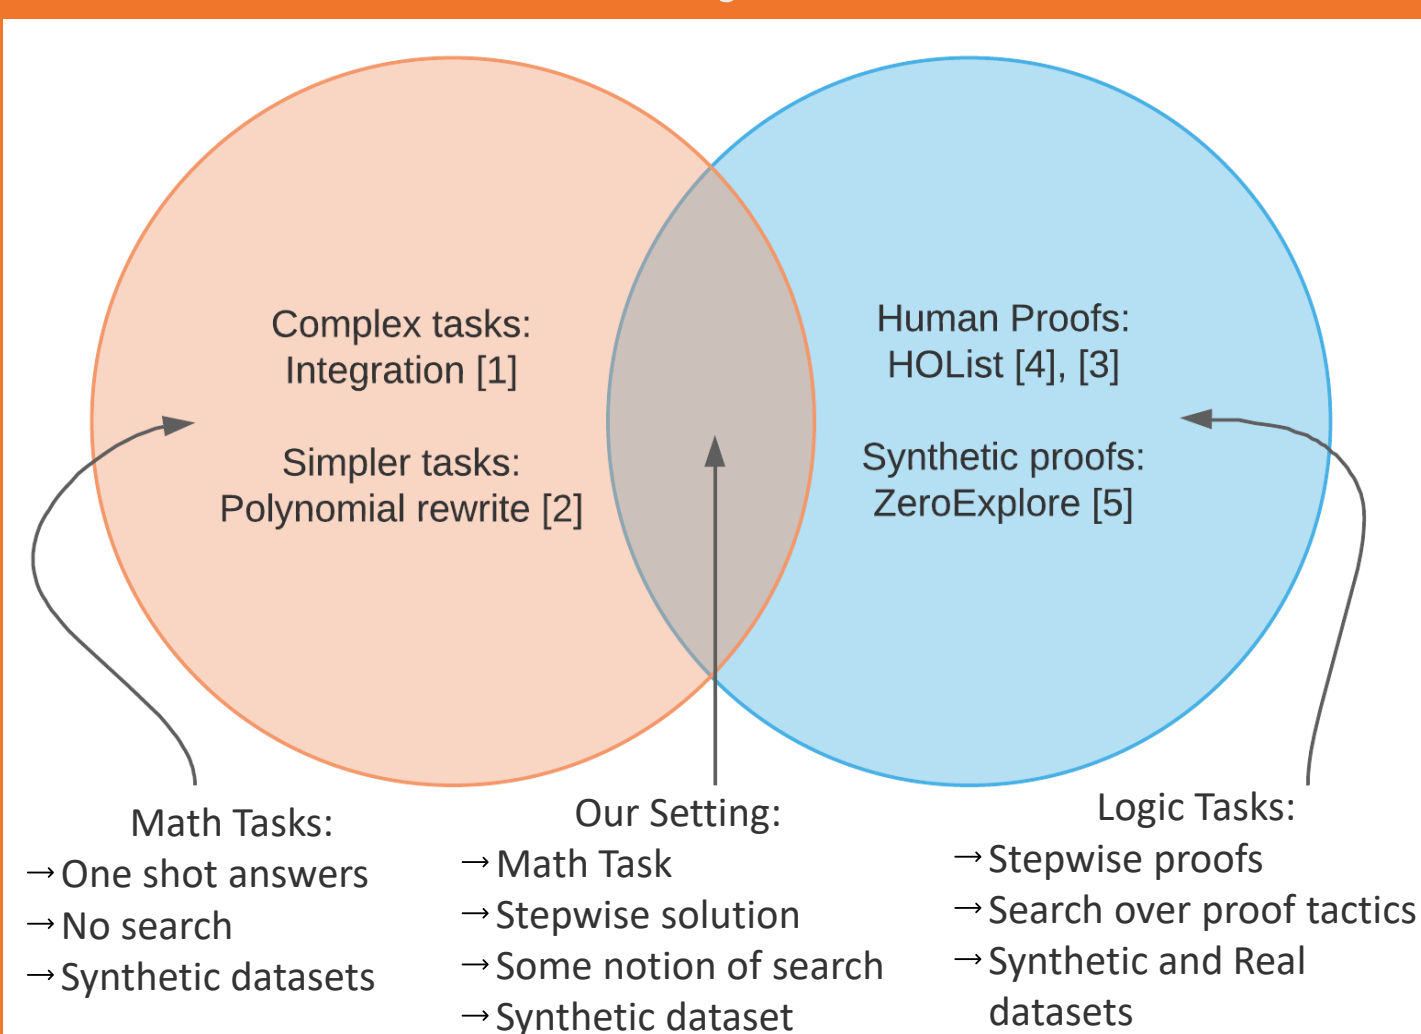 Complex tasks:
Integration [1]
Simpler tasks:
Polynomial rewrite [2]
Human Proofs:
HOList [4], [3]
Synthetic proofs:
ZeroExplore [5]
Math Tasks:
→ One shot answers
→ No search
→ Synthetic datasets
Our Setting:
→ Math Task
→ Stepwise solution
→ Some notion of search
→ Synthetic dataset
Logic Tasks:
→ Stepwise proofs
→ Search over proof tactics
→ Synthetic and Real
datasets